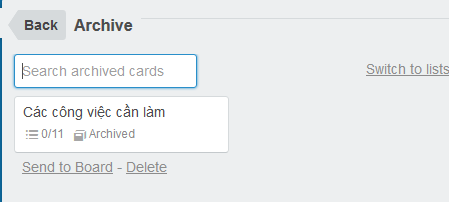 Back Archive
Search archived cards Switch to lists
Các công việc cần làm
0/11 Archived
Send to Board - Delete